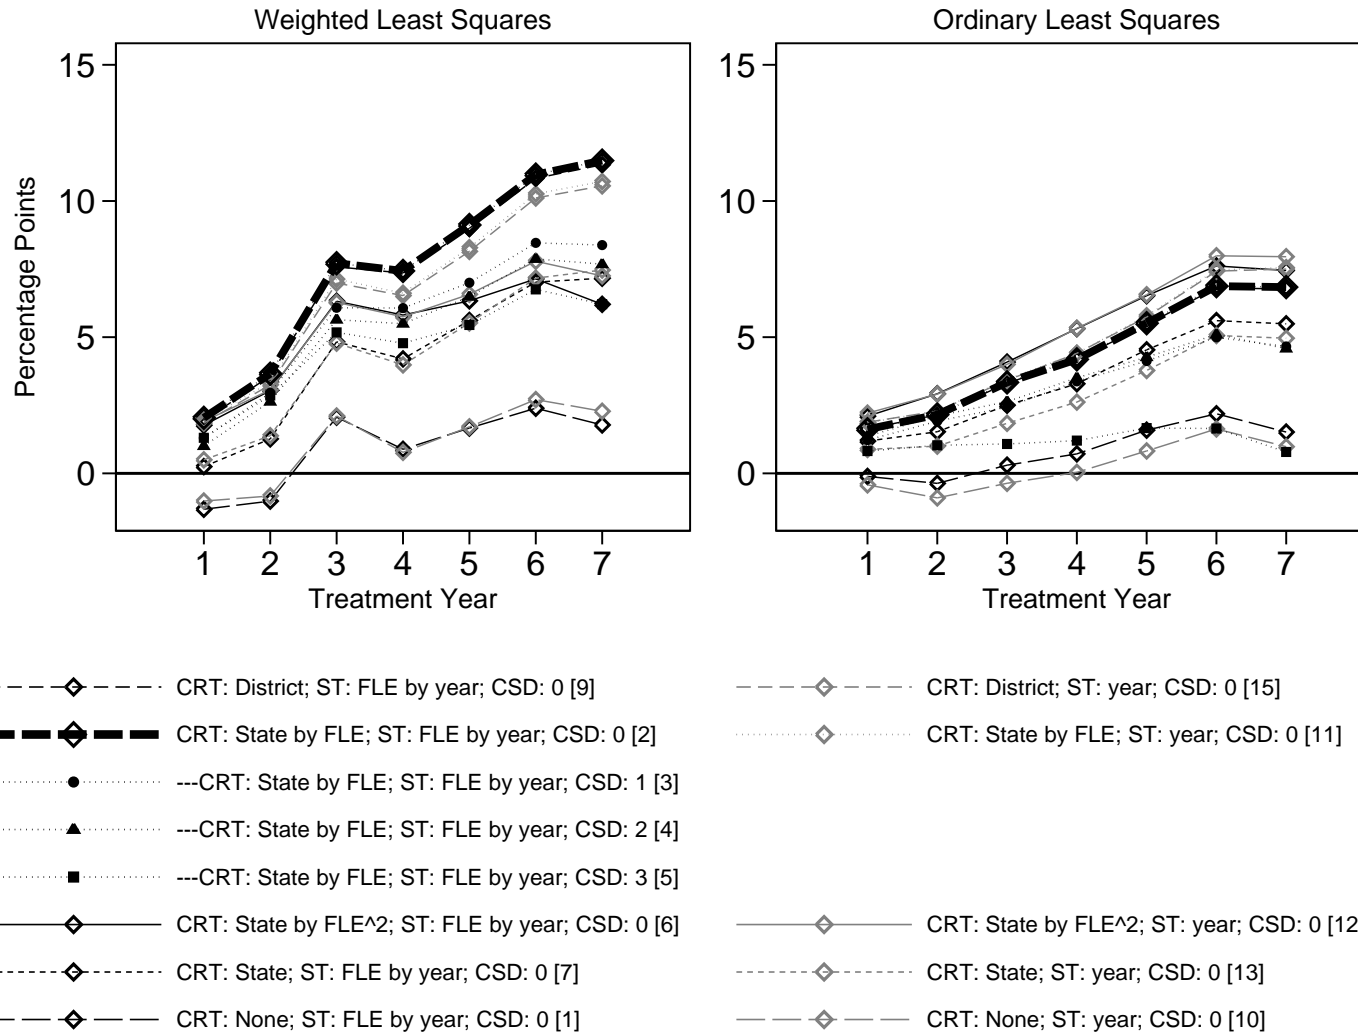 Weighted Least Squares
Ordinary Least Squares
Percentage Points
15
10
5
0
1 2 3 4 5 6 7
Treatment Year
15
10
5
0
1 2 3 4 5 6 7
Treatment Year
CRT: District; ST: FLE by year; CSD: 0 [9]
CRT: District; ST: year; CSD: 0 [15]
CRT: State by FLE; ST: FLE by year; CSD: 0 [2]
CRT: State by FLE; ST: year; CSD: 0 [11]
---CRT: State by FLE; ST: FLE by year; CSD: 1 [3]
---CRT: State by FLE; ST: FLE by year; CSD: 2 [4]
---CRT: State by FLE; ST: FLE by year; CSD: 3 [5]
CRT: State by FLE^2; ST: FLE by year; CSD: 0 [6]
CRT: State by FLE^2; ST: year; CSD: 0 [12
CRT: State; ST: FLE by year; CSD: 0 [7]
CRT: State; ST: year; CSD: 0 [13]
CRT: None; ST: FLE by year; CSD: 0 [1]
CRT: None; ST: year; CSD: 0 [10]